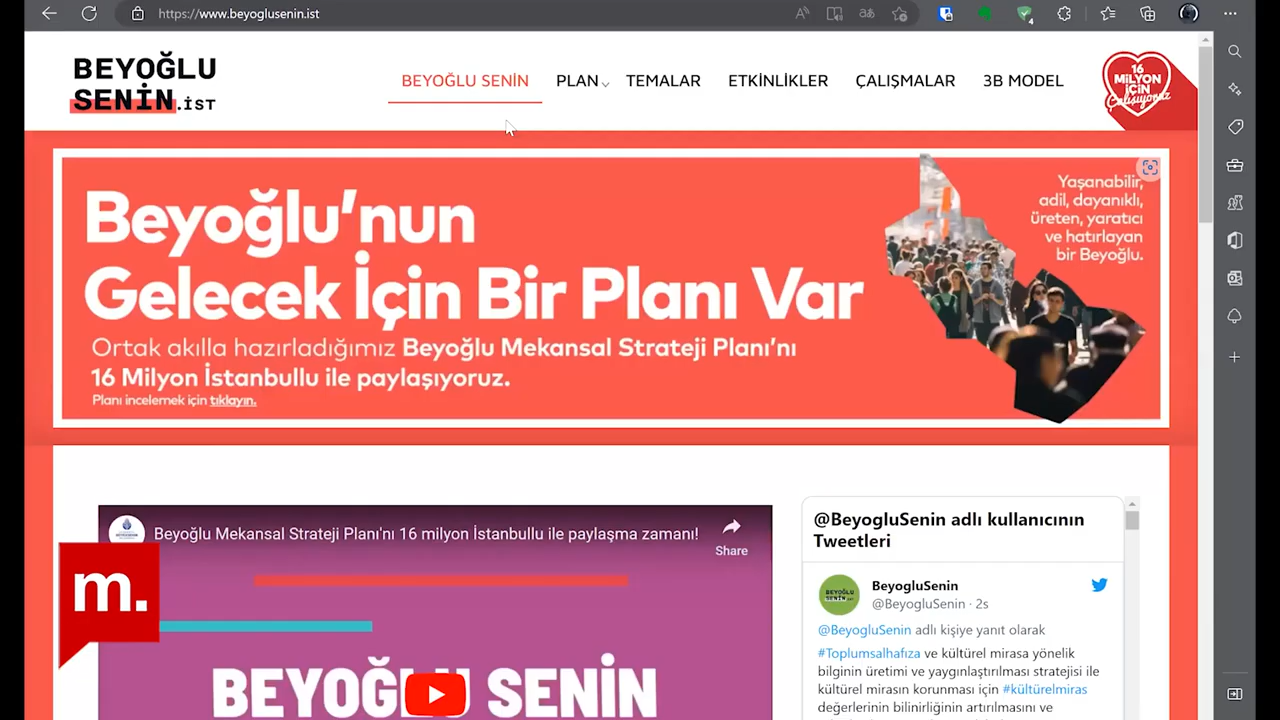 https://www.beyoglusenin.ist
4
BEYOĞLU
SENİN.İST
BEYOĞLU SENİN
PLAN
TEMALAR
ETKİNLİKLER
ÇALIŞMALAR
3B MODEL
16
MİLYON
İÇİN
Çalışıyoruz
Beyoğlu’nun
Gelecek İçin Bir Planı Var
Ortak akılla hazırladığımız Beyoğlu Mekansal Strateji Planı’nı
16 Milyon İstanbullu ile paylaşıyoruz.
Planı incelemek için tıklayın.
Yaşanabilir,
adil, dayanıklı,
üreten, yaratıcı
ve hatırlayan
bir Beyoğlu.
Beyoğlu Mekansal Strateji Planı'nı 16 milyon İstanbullu ile paylaşma zamanı!
Share
BEYOĞLU SENİN
m.
@BeyogluSenin adlı kullanıcının
Tweetleri
BEYOĞLU
SENİN.İST
BeyogluSenin
@BeyogluSenin · 2s
@BeyogluSenin adlı kişiye yanıt olarak
#Toplumsalhafıza ve kültürel mirasa yönelik
bilginin üretimi ve yaygınlaştırılması stratejisi ile
kültürel mirasın korunması için #kültürelmiras
değerlerinin bilinirliğinin artırılmasını ve